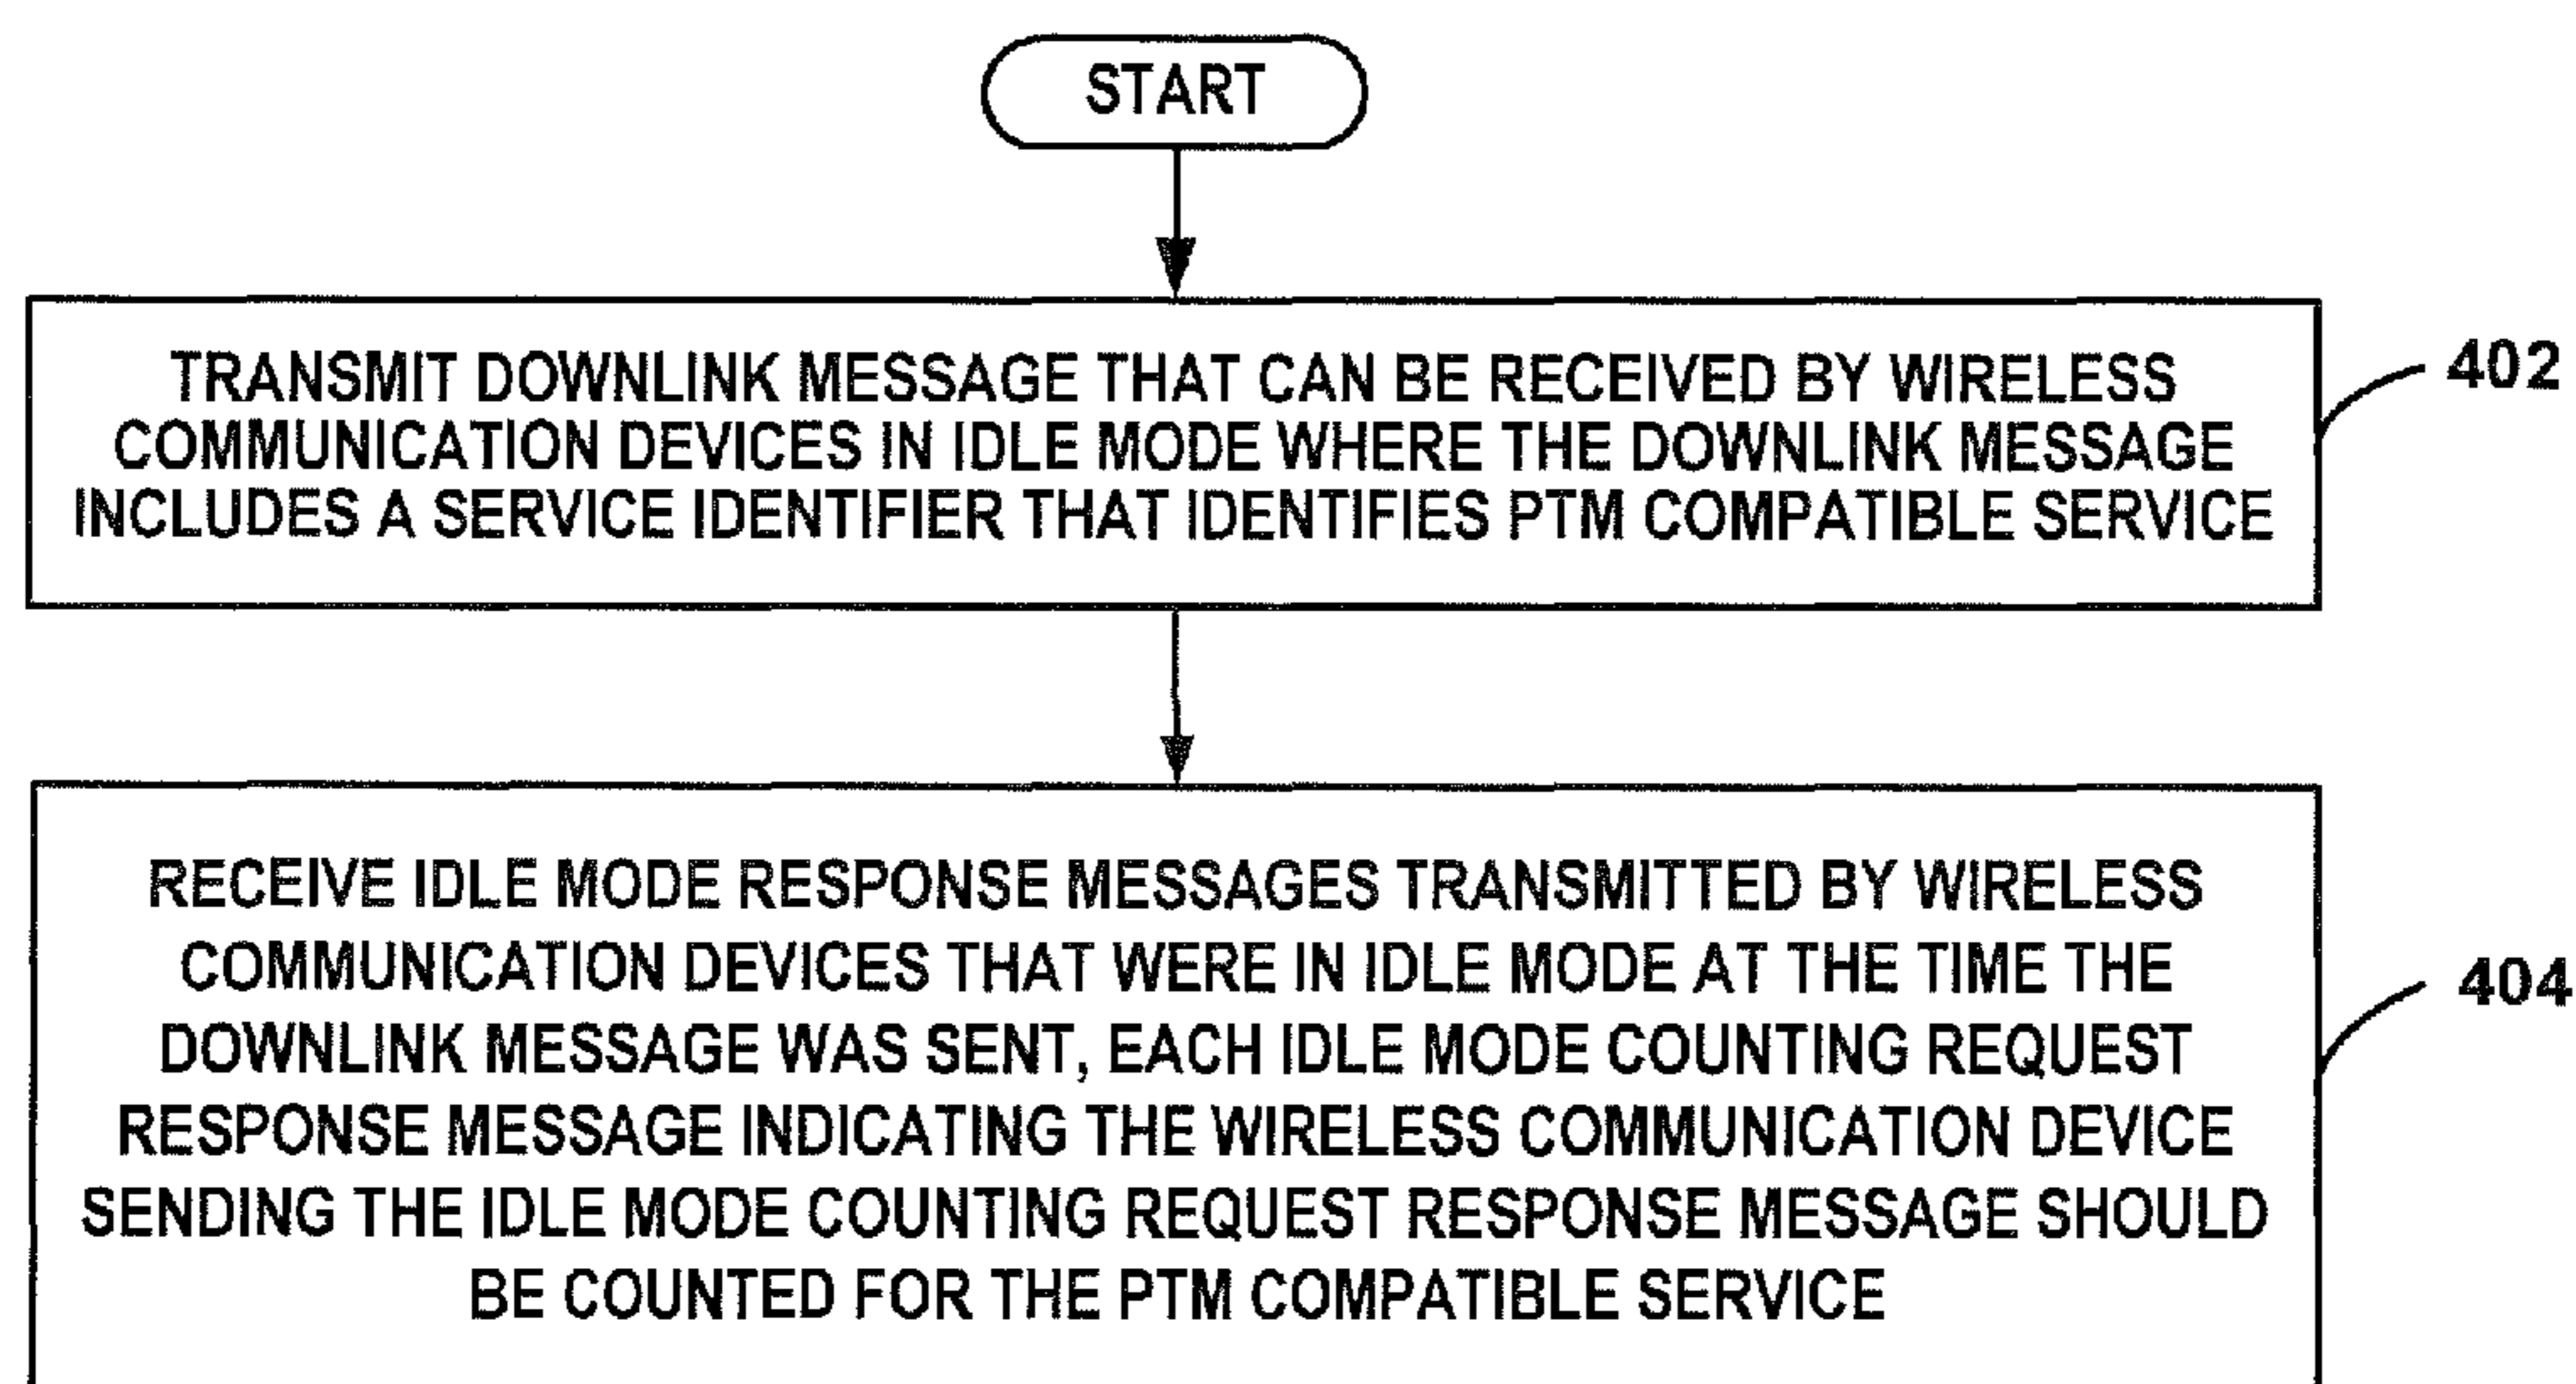 START
TRANSMIT DOWNLINK MESSAGE THAT CAN BE RECEIVED BY WIRELESS
COMMUNICATION DEVICES IN IDLE MODE WHERE THE DOWNLINK MESSAGE
INCLUDES A SERVICE IDENTIFIER THAT IDENTIFIES PTM COMPATIBLE SERVICE
402
RECEIVE IDLE MODE RESPONSE MESSAGES TRANSMITTED BY WIRELESS
COMMUNICATION DEVICES THAT WERE IN IDLE MODE AT THE TIME THE
DOWNLINK MESSAGE WAS SENT, EACH IDLE MODE COUNTING REQUEST
RESPONSE MESSAGE INDICATING THE WIRELESS COMMUNICATION DEVICE
SENDING THE IDLE MODE COUNTING REQUEST RESPONSE MESSAGE SHOULD
BE COUNTED FOR THE PTM COMPATIBLE SERVICE
404